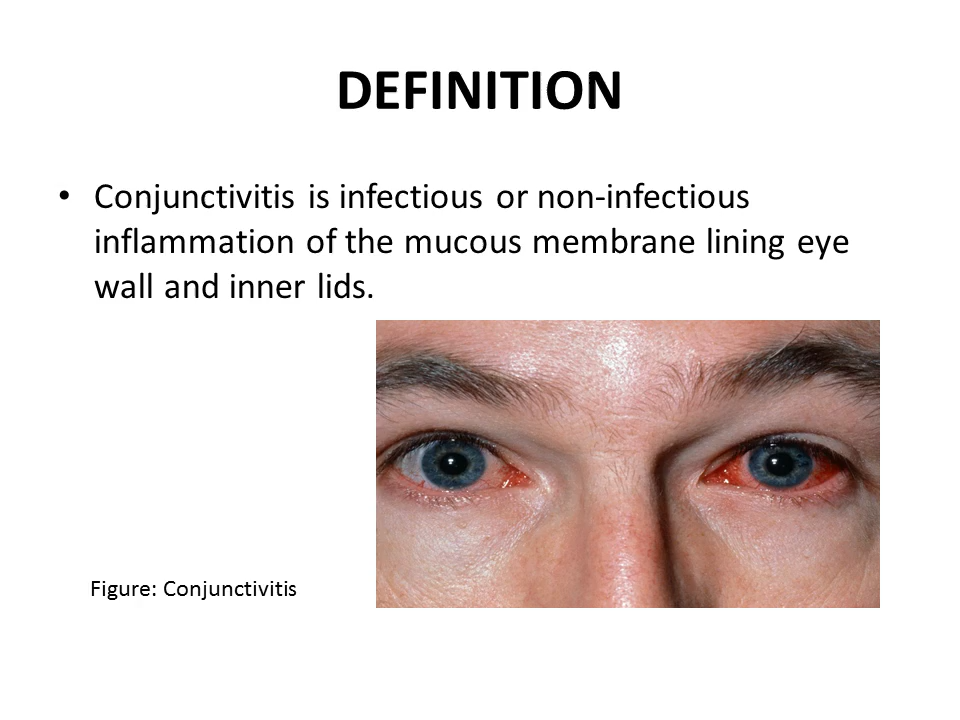 DEFINITION
• Conjunctivitis is infectious or non-infectious
inflammation of the mucous membrane lining eye
wall and inner lids.
Figure: Conjunctivitis